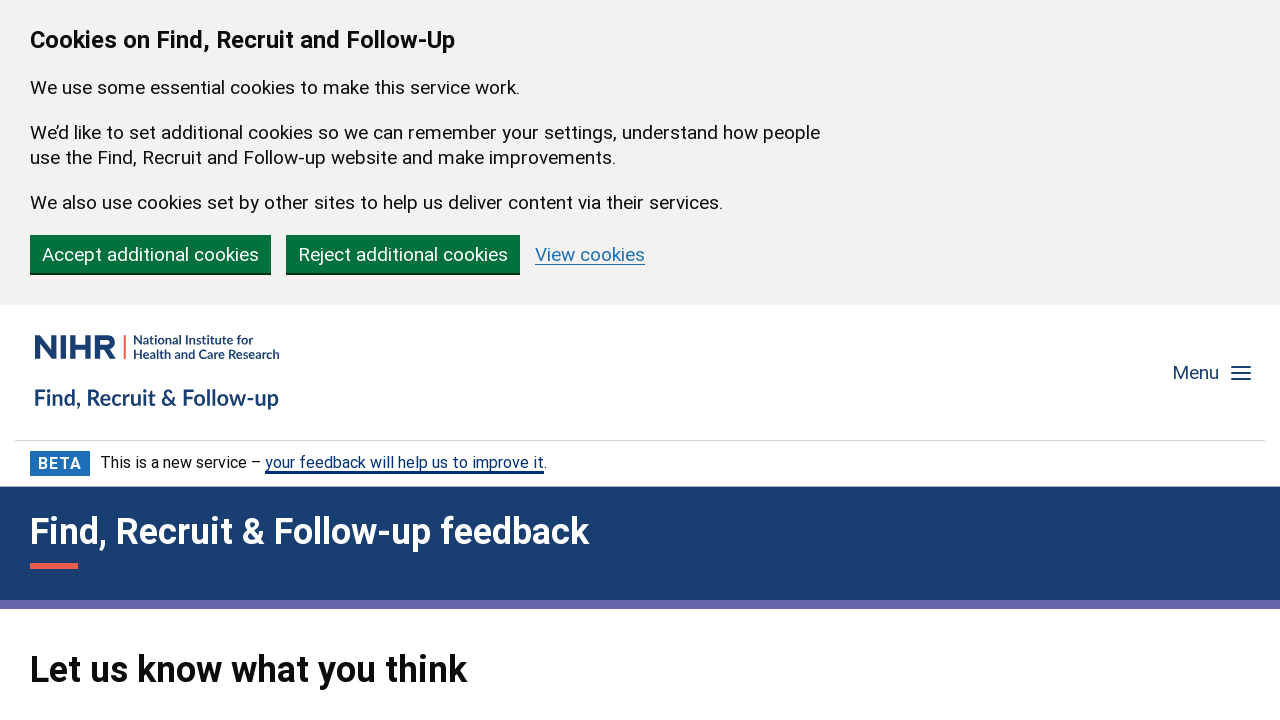 Cookies on Find, Recruit and Follow-Up
We use some essential cookies to make this service work.
We'd like to set additional cookies so we can remember your settings, understand how people
use the Find, Recruit and Follow-up website and make improvements.
We also use cookies set by other sites to help us deliver content via their services.
Accept additional cookies Reject additional cookies View cookies
NIHR | National Institute for
Health and Care Research
Find, Recruit & Follow-up
Menu
BETA This is a new service – your feedback will help us to improve it.
Find, Recruit & Follow-up feedback
Let us know what you think